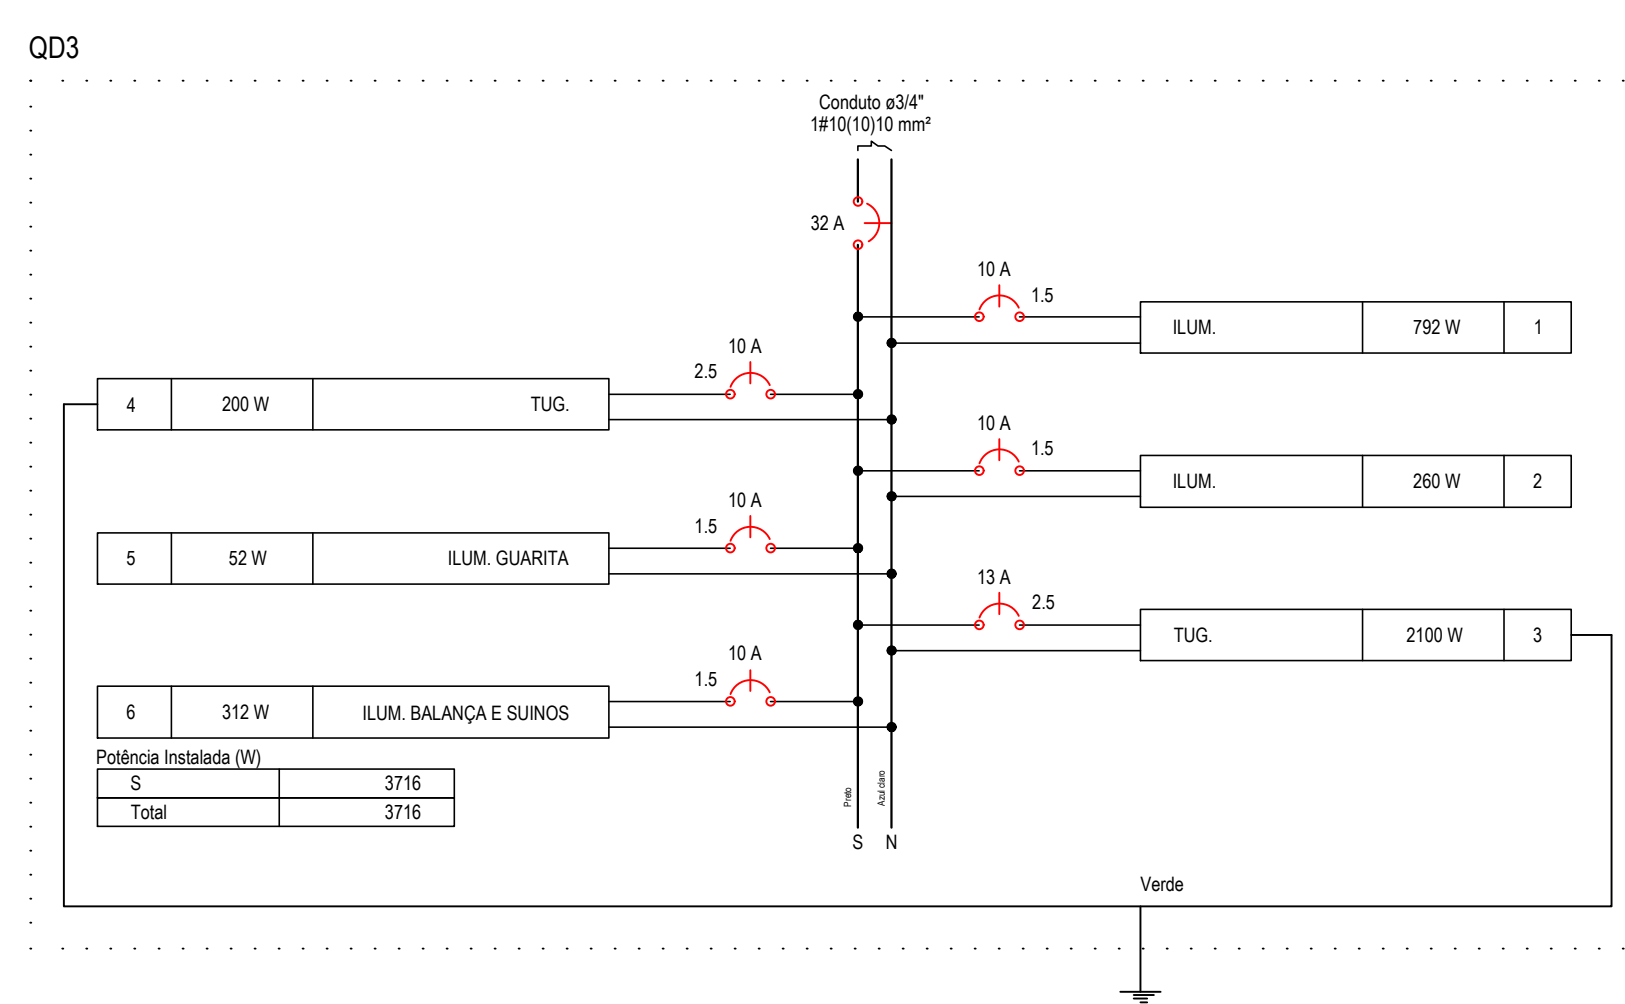 QD3
Conduto ø3/4"
1#10(10)10 mm²
32 A
10 A
1.5
ILUM. 792 W 1
10 A
2.5
4 200 W TUG.
10 A
1.5
ILUM. 260 W 2
10 A
1.5
5 52 W ILUM. GUARITA
13 A
2.5
TUG. 2100 W 3
10 A
1.5
6 312 W ILUM. BALANÇA E SUINOS
Potência Instalada (W)
S 3716
Total 3716
Preto
Azul claro
S N
Verde